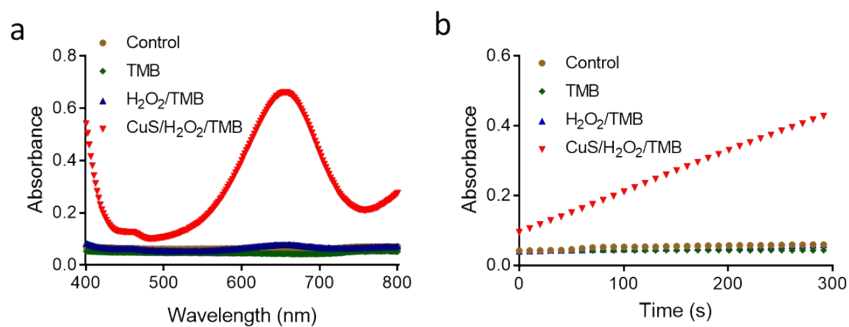 a
Control
TMB
H₂O₂/TMB
CuS/H₂O₂/TMB
0.8
0.6
0.4
0.2
0.0
400 500 600 700 800
Absorbance
Wavelength (nm)
b
Control
TMB
H₂O₂/TMB
CuS/H₂O₂/TMB
0.6
0.4
0.2
0.0
0 100 200 300
Absorbance
Time (s)